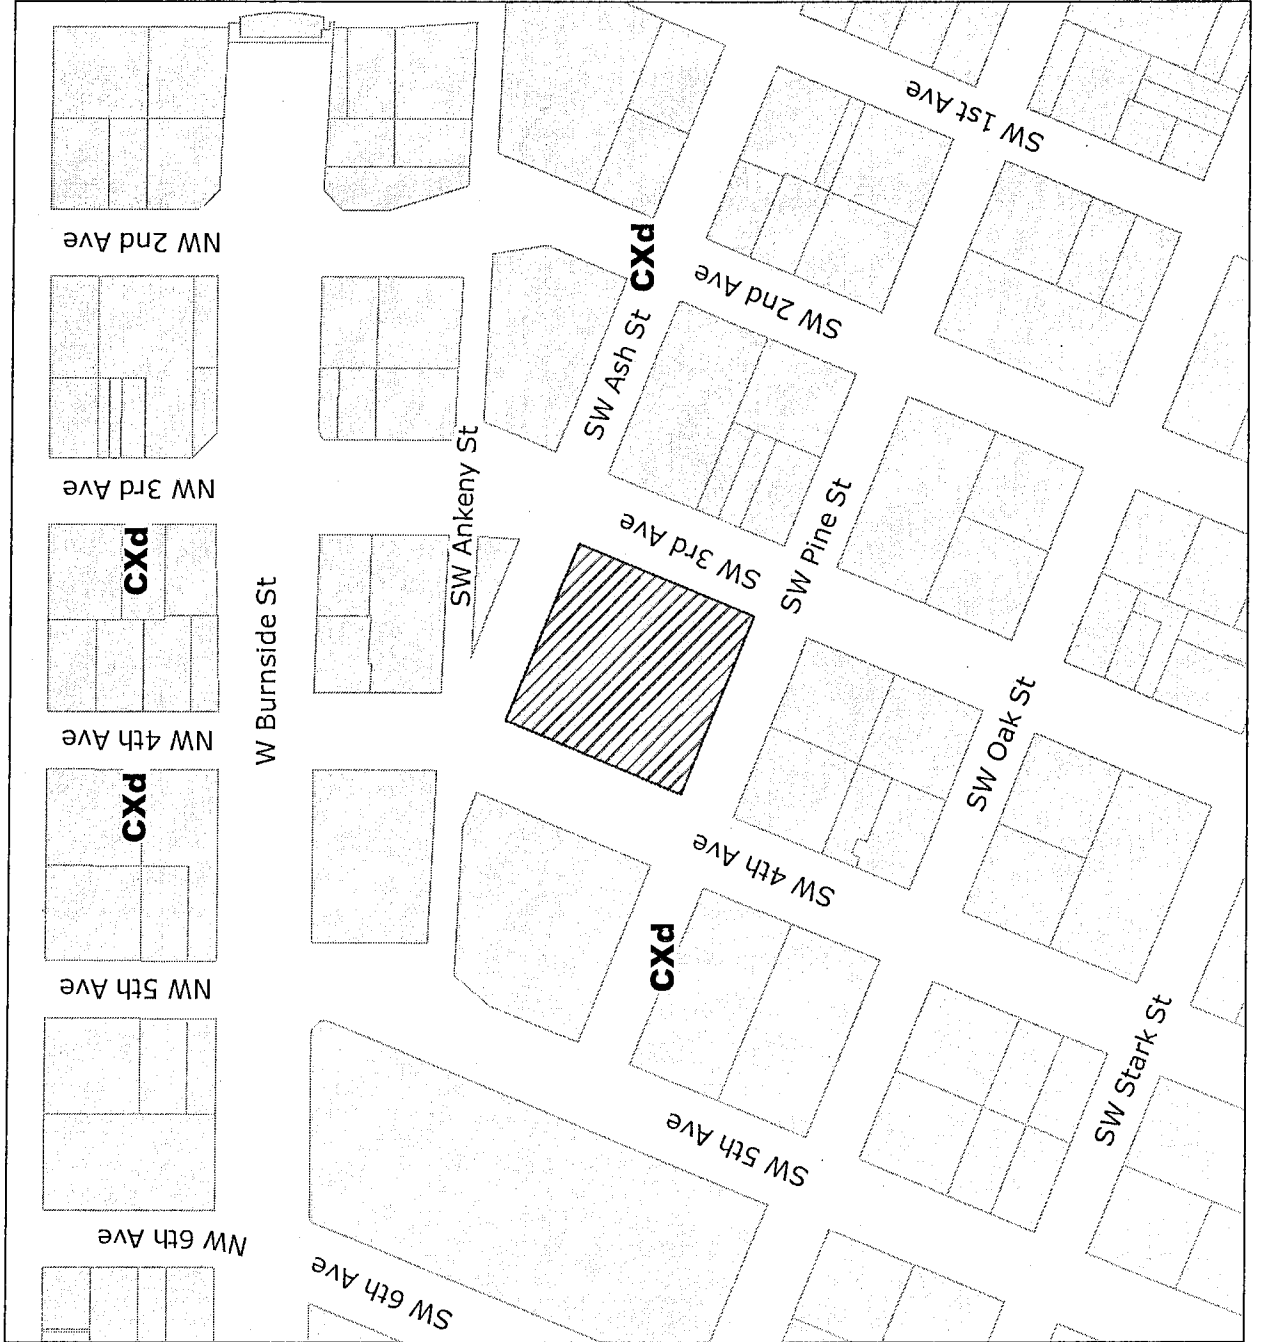 SW 1st Ave
NW 2nd Ave
CXd
SW 2nd Ave
SW Ash St
NW 3rd Ave
SW Ankeny St
SW 3rd Ave
SW Pine St
CXd
W Burnside St
NW 4th Ave
SW Oak St
CXd
SW 4th Ave
CXd
NW 5th Ave
SW Stark St
SW 5th Ave
NW 6th Ave
SW 6th Ave